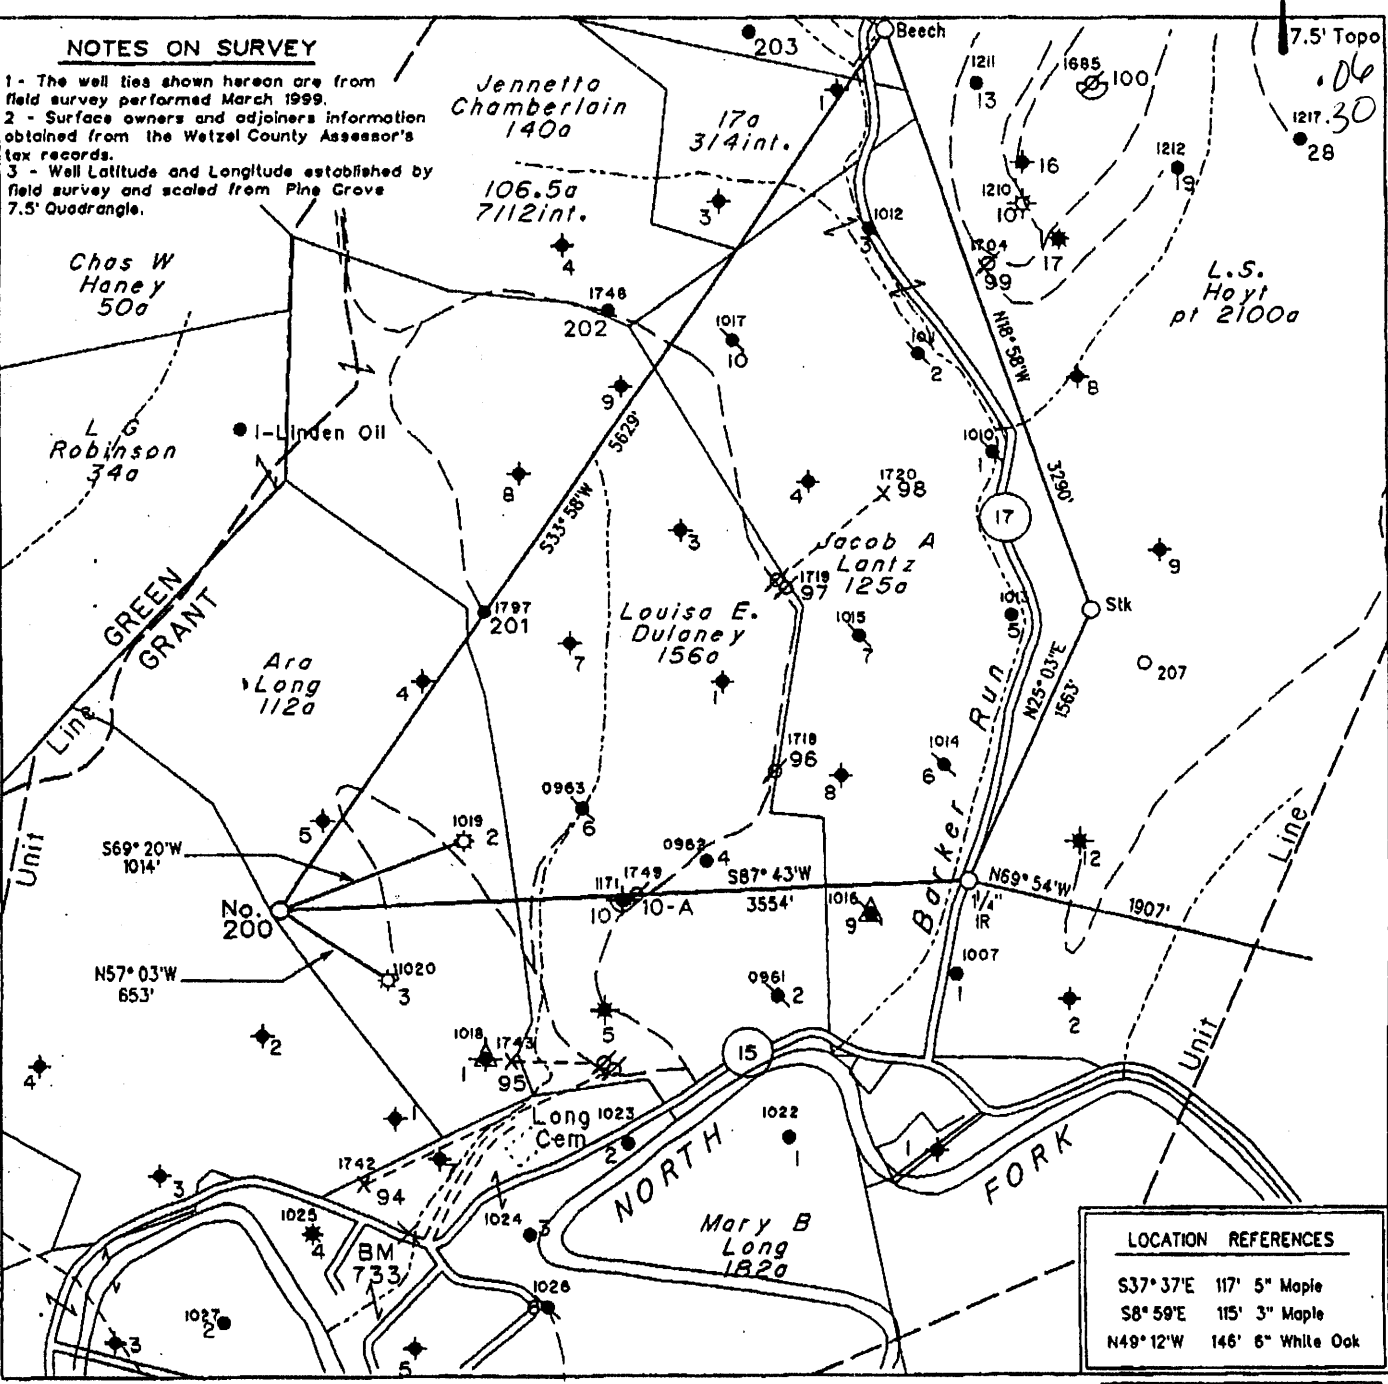 NOTES ON SURVEY
1 - The well ties shown hereon are from
field survey performed March 1999.
2 - Surface owners and adjoiners information
obtained from the Wetzel County Assessor's
tax records.
3 - Well Latitude and Longitude established by
field survey and scaled from Pine Grove
7.5' Quadrangle.
203
Beech
7.5' Topo
.06
30
Jennetta
Chamberlain
140a
17a
3/4int.
1
1211
13
1685
100
1217
28
106.5a
7/12int.
3
4
1012
3
16
1210
10
1212
19
17
1704
99
Chas W
Haney
50a
L.S.
Hoyt
pt 2100a
1748
202
1017
10
1011
2
N18°58'W
8
9
5629'
L G
Robinson
34a
1-Linden Oil
1010
1
3290'
8
S33°58'W
4
1720
98
17
3
Jacob A
Lantz
125a
9
GREEN
GRANT
1719
97
1797
201
Louisa E.
Dulaney
156a
1015
7
1013
5
Stk
207
Ara
Long
112a
4
7
1
N25°03'E
1563'
Line
1718
96
8
1014
6
Barker Run
0963
6
5
1019
2
S69°20'W
1014'
0962
4
12
Line
Unit
No.
200
1171
10
1749
10-A
S87°43'W
3554'
1016
9
1/4"
IR
N69°54'W
1907'
N57°03'W
653'
11020
3
0961
2
1007
1
2
5
2
4
1018
1
1743
95
15
Unit
1
Long
Cem
1023
2
1022
1
1
1742
94
7
3
NORTH
FORK
1025
4
1024
3
BM
733
Mary B
Long
182a
1026
6
1027
2
3
5
LOCATION REFERENCES
S37°37'E 117' 5" Maple
S8°59'E 115' 3" Maple
N49°12'W 146' 6" White Oak